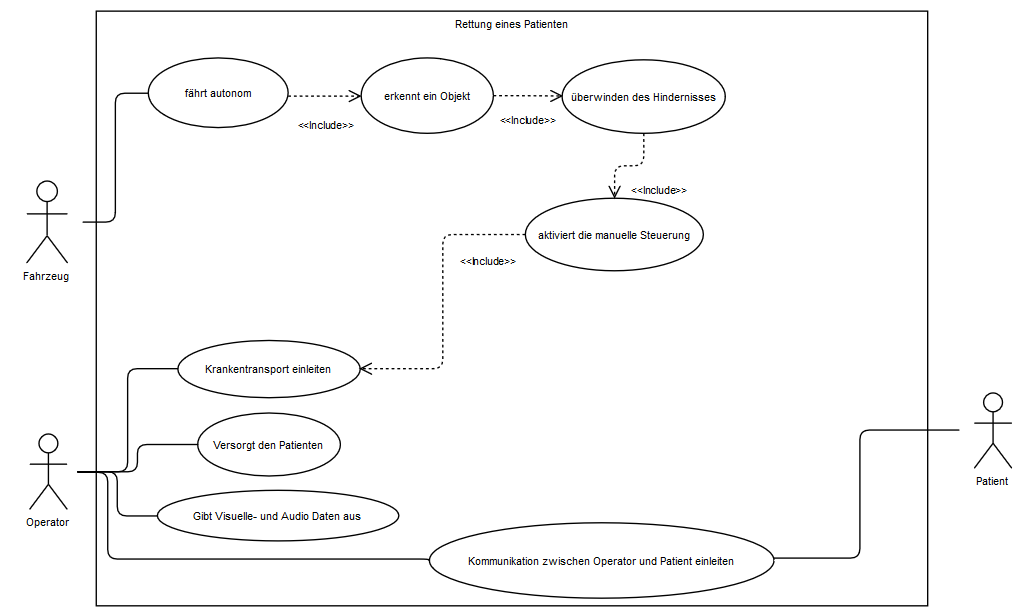 Rettung eines Patienten
fährt autonom
erkennt ein Objekt
überwinden des Hindernisses
<<Include>>
<<Include>>
<<Include>>
aktiviert die manuelle Steuerung
<<Include>>
Fahrzeug
Krankentransport einleiten
Versorgt den Patienten
Patient
Gibt Visuelle- und Audio Daten aus
Operator
Kommunikation zwischen Operator und Patient einleiten